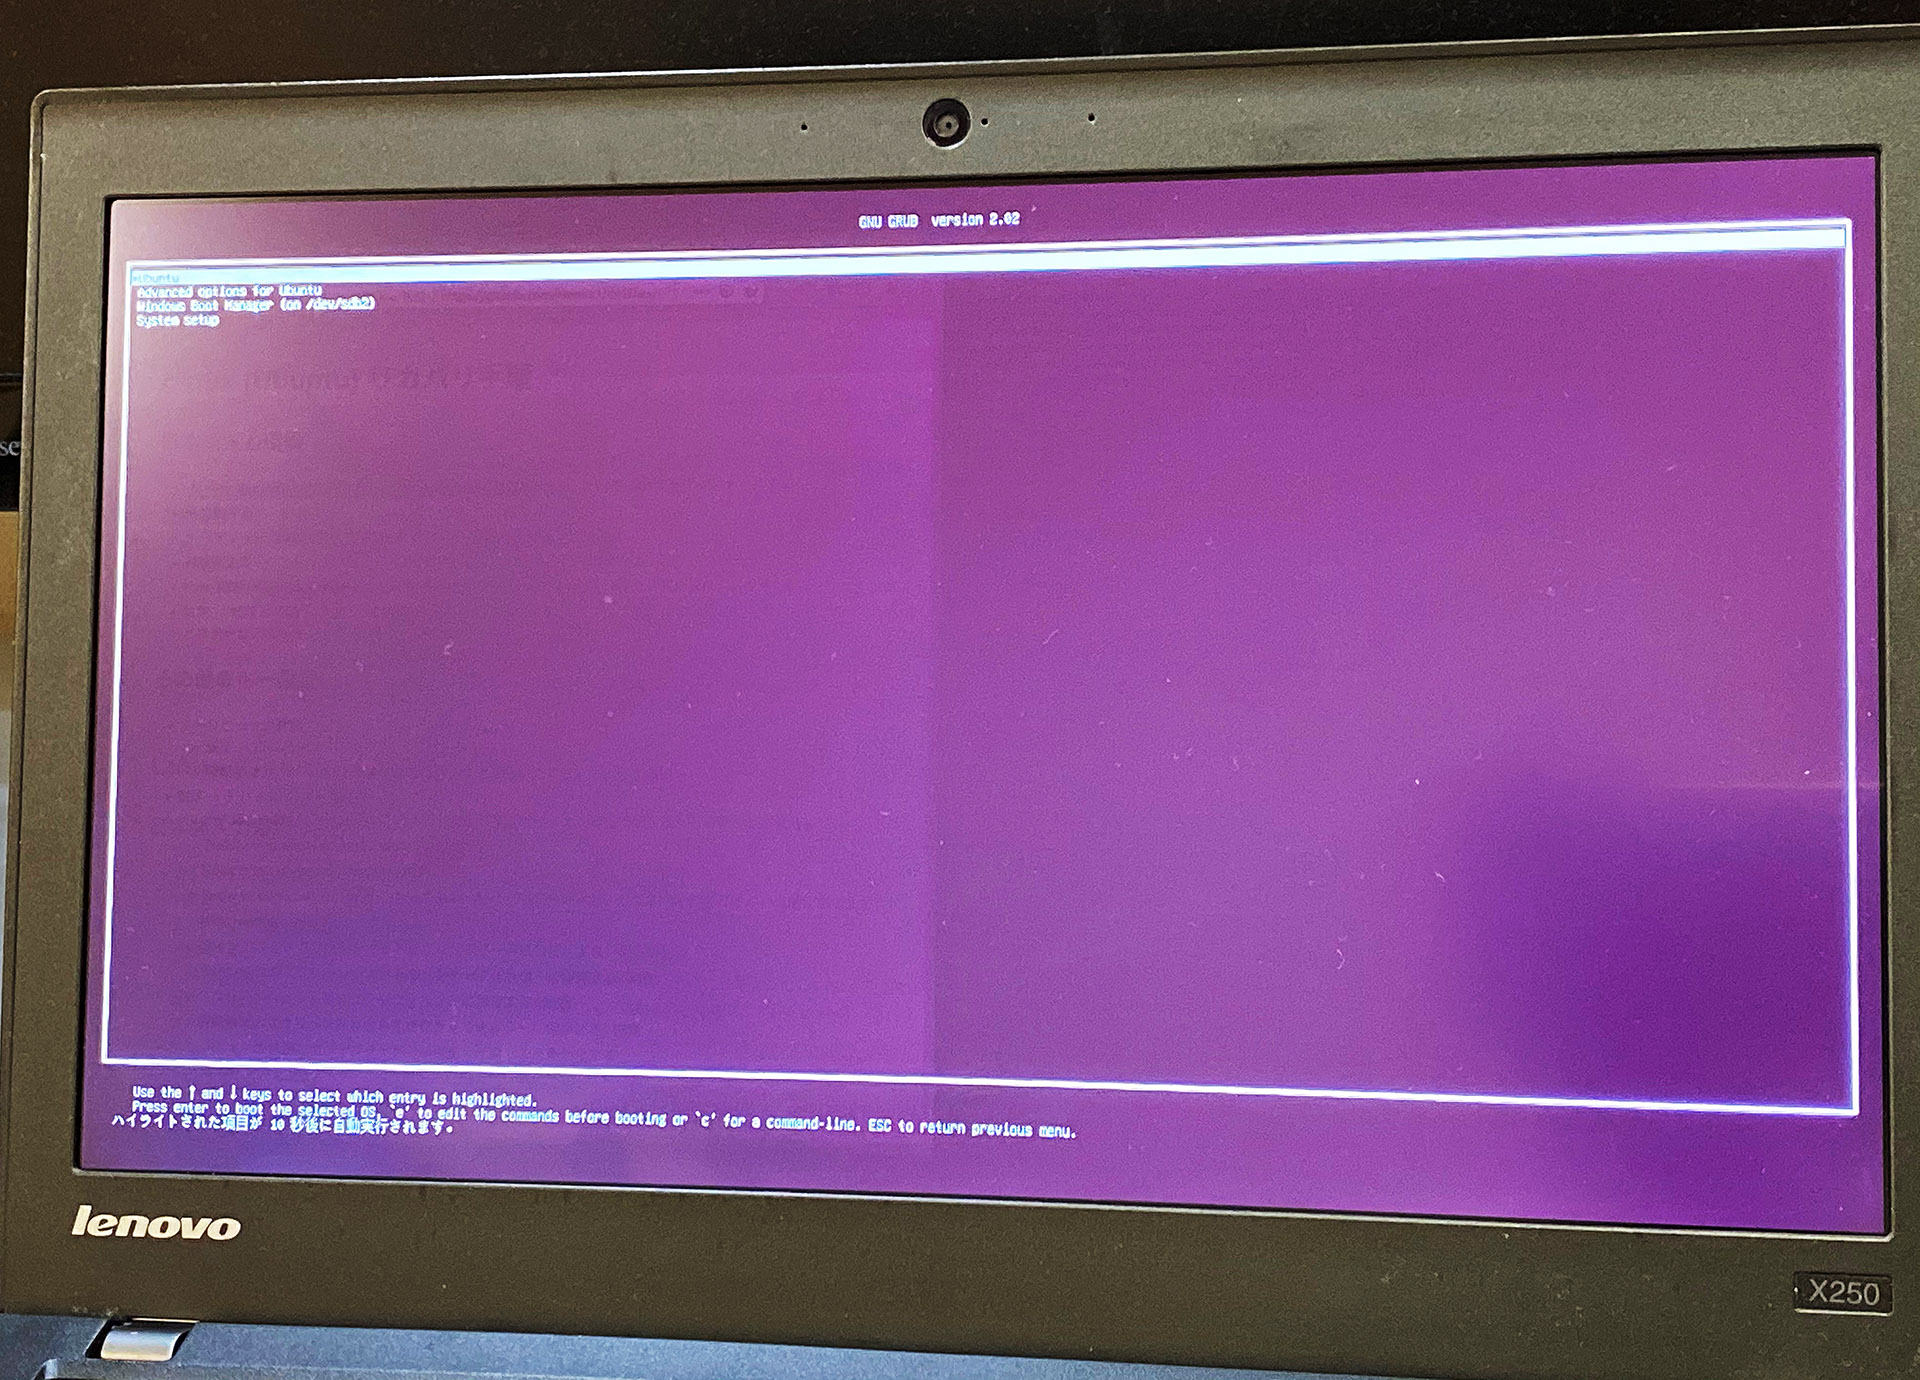 GNU GRUB version 2.02
*Ubuntu
Advanced options for Ubuntu
Windows Boot Manager (on /dev/sdb2)
System setup
Use the ↑ and ↓ keys to select which entry is highlighted.
Press enter to boot the selected OS, `e' to edit the commands before booting or `c' for a command-line. ESC to return previous menu.
ハイライトされた項目が 10 秒後に自動実行されます。
lenovo
X250